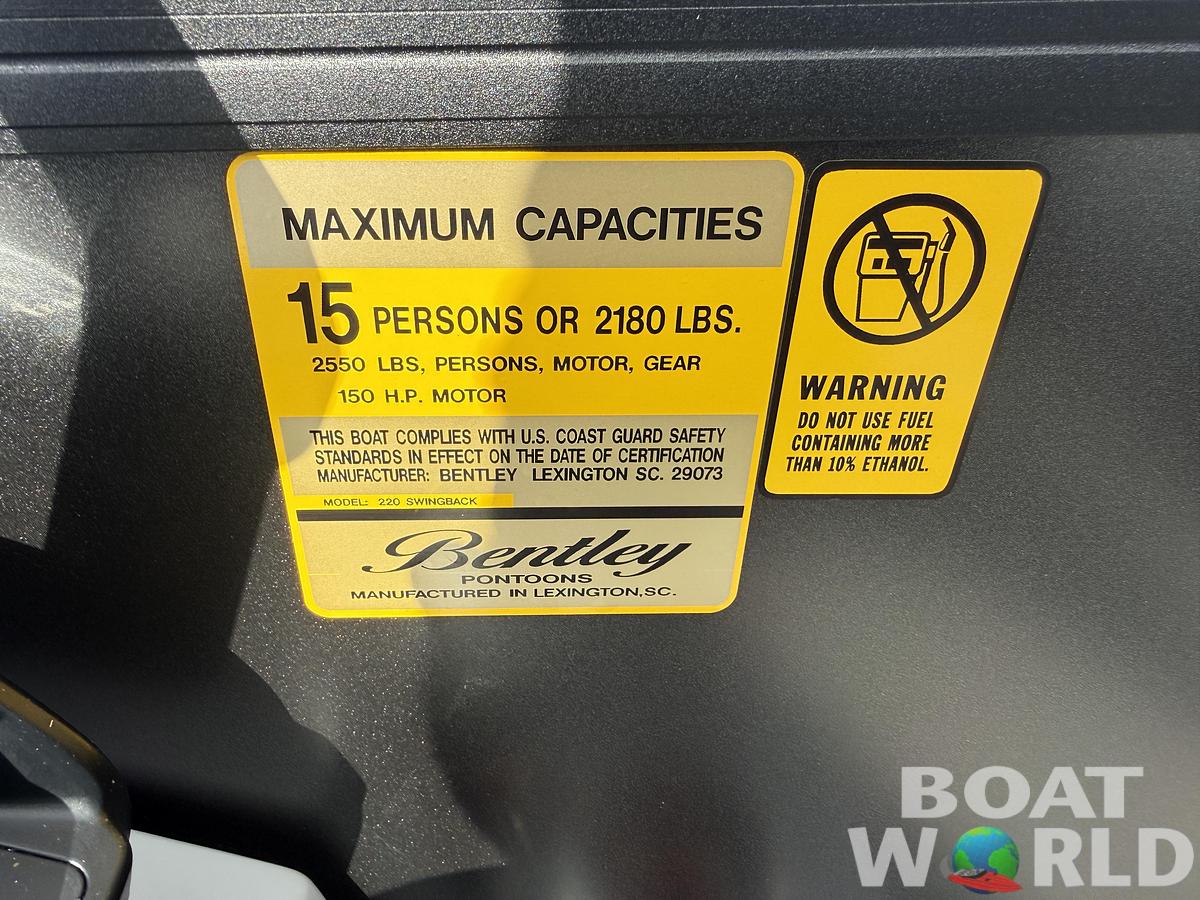 MAXIMUM CAPACITIES
15 PERSONS OR 2180 LBS.
2550 LBS, PERSONS, MOTOR, GEAR
150 H.P. MOTOR
THIS BOAT COMPLIES WITH U.S. COAST GUARD SAFETY
STANDARDS IN EFFECT ON THE DATE OF CERTIFICATION
MANUFACTURER: BENTLEY LEXINGTON SC. 29073
MODEL: 220 SWINGBACK
Bentley
PONTOONS
MANUFACTURED IN LEXINGTON,SC.
WARNING
DO NOT USE FUEL
CONTAINING MORE
THAN 10% ETHANOL.
BOAT
WORLD